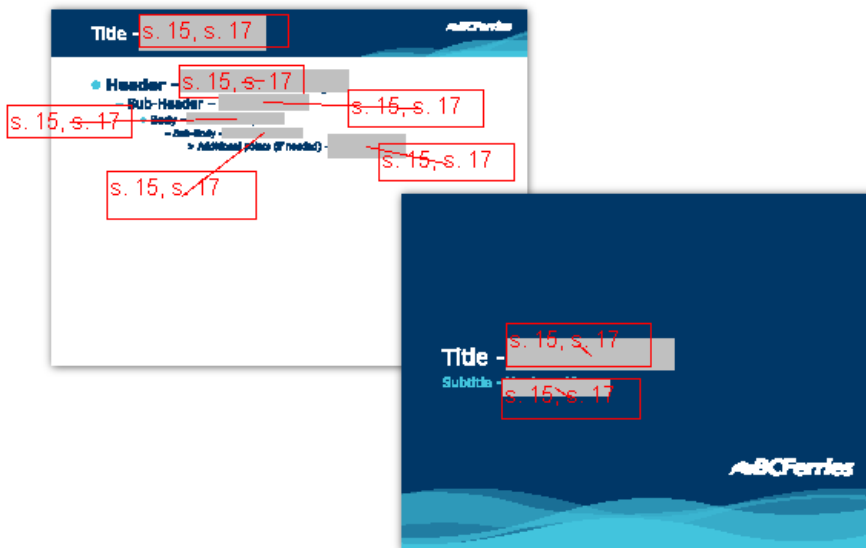 Title - s. 15, s. 17
BCFerries
Header - s. 15, s. 17
Sub-Header -
s. 15, s. 17
s. 15, s. 17
Body -
Sub-Body -
Additional points (if needed) -
s. 15, s. 17
s. 15, s. 17
Title - s. 15, s. 17
Subtitle - s. 15, s. 17
BCFerries